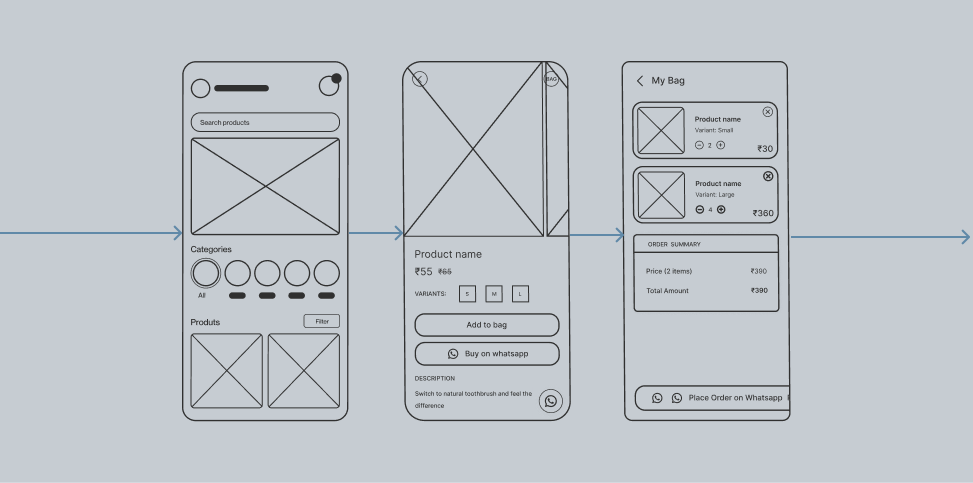 Search products
Categories
All
Produts
Filter
BAG
Product name
₹55 ₹65
VARIANTS: S M L
Add to bag
Buy on whatsapp
DESCRIPTION
Switch to natural toothbrush and feel the
difference
My Bag
Product name
Variant: Small
2
₹30
Product name
Variant: Large
4
₹360
ORDER SUMMARY
Price (2 items) ₹390
Total Amount ₹390
Place Order on Whatsapp